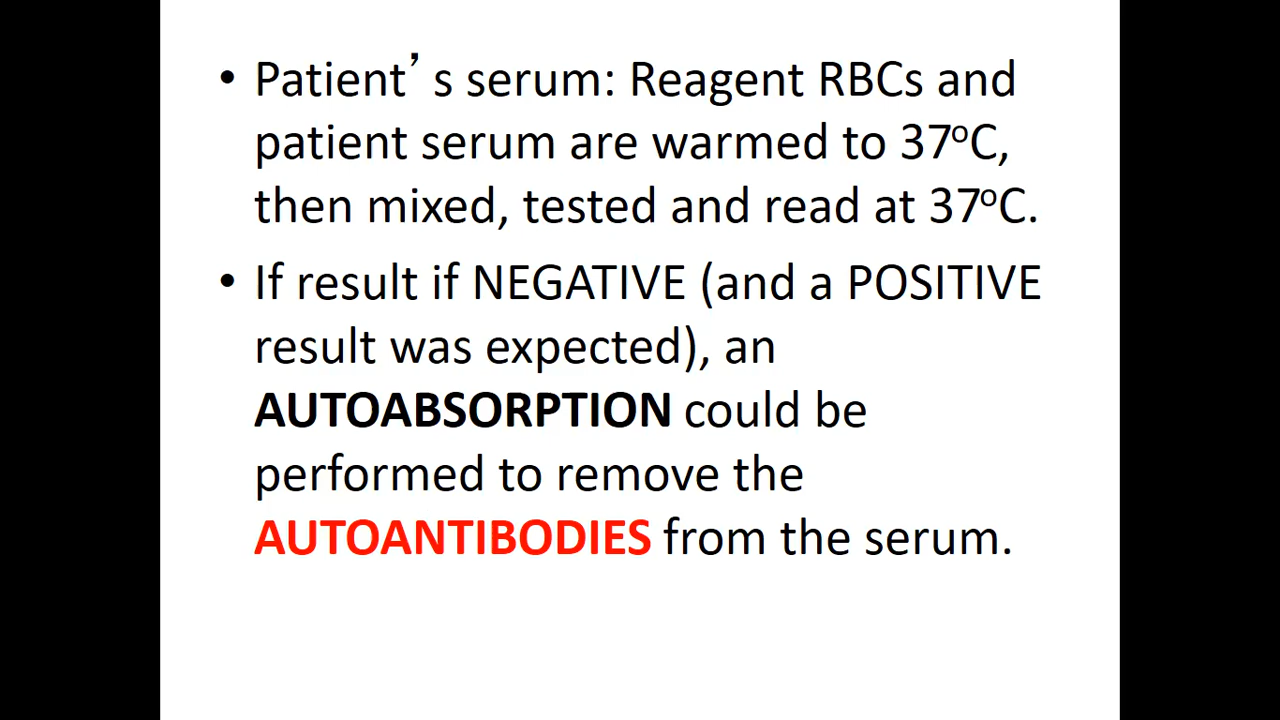 • Patient’s serum: Reagent RBCs and
patient serum are warmed to 37ºC,
then mixed, tested and read at 37ºC.
• If result if NEGATIVE (and a POSITIVE
result was expected), an
AUTOABSORPTION could be
performed to remove the
AUTOANTIBODIES from the serum.